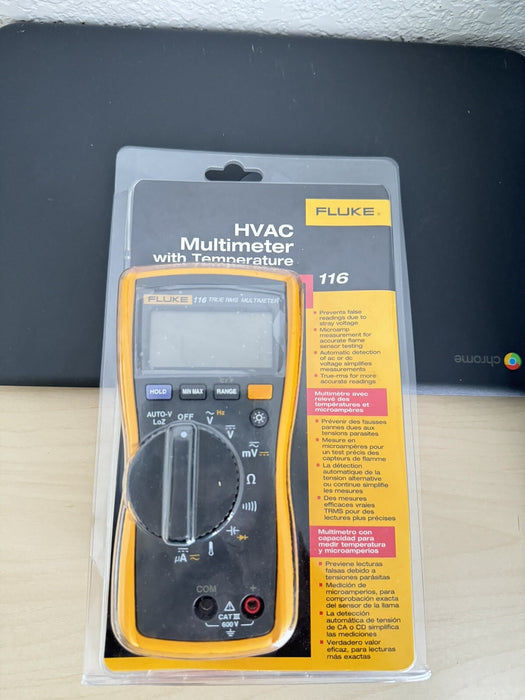 FLUKE®
HVAC
Multimeter
with Temperature
116
FLUKE 116 TRUE RMS MULTIMETER
HOLD
MIN MAX
RANGE
AUTO-V
LoZ
OFF
V
Hz
V
mV
Ω
µA
COM
+
CAT III
600 V
Prevents false
readings due to
stray voltage
Microamp
measurement for
accurate flame
sensor testing
Automatic detection
of ac or dc
voltage simplifies
measurements
True-rms for more
accurate readings
Multimètre avec
relevé des
températures et
microampères
Prévenir des fausses
pannes dues aux
tensions parasites
Mesure en
microampères pour
un test précis des
capteurs de flamme
La détection
automatique de la
tension alternative
ou continue simplifie
les mesures
Des mesures
efficaces vraies
TRMS pour des
lectures plus précises
Multímetro con
capacidad para
medir temperatura
y microamperios
Previene lecturas
falsas debido a
tensiones parásitas
Medición de
microamperios, para
comprobación exacta
del sensor de la llama
La detección
automática de tensión
de CA o CD simplifica
las mediciones
Verdadero valor
eficaz, para lecturas
más exactas
chrome